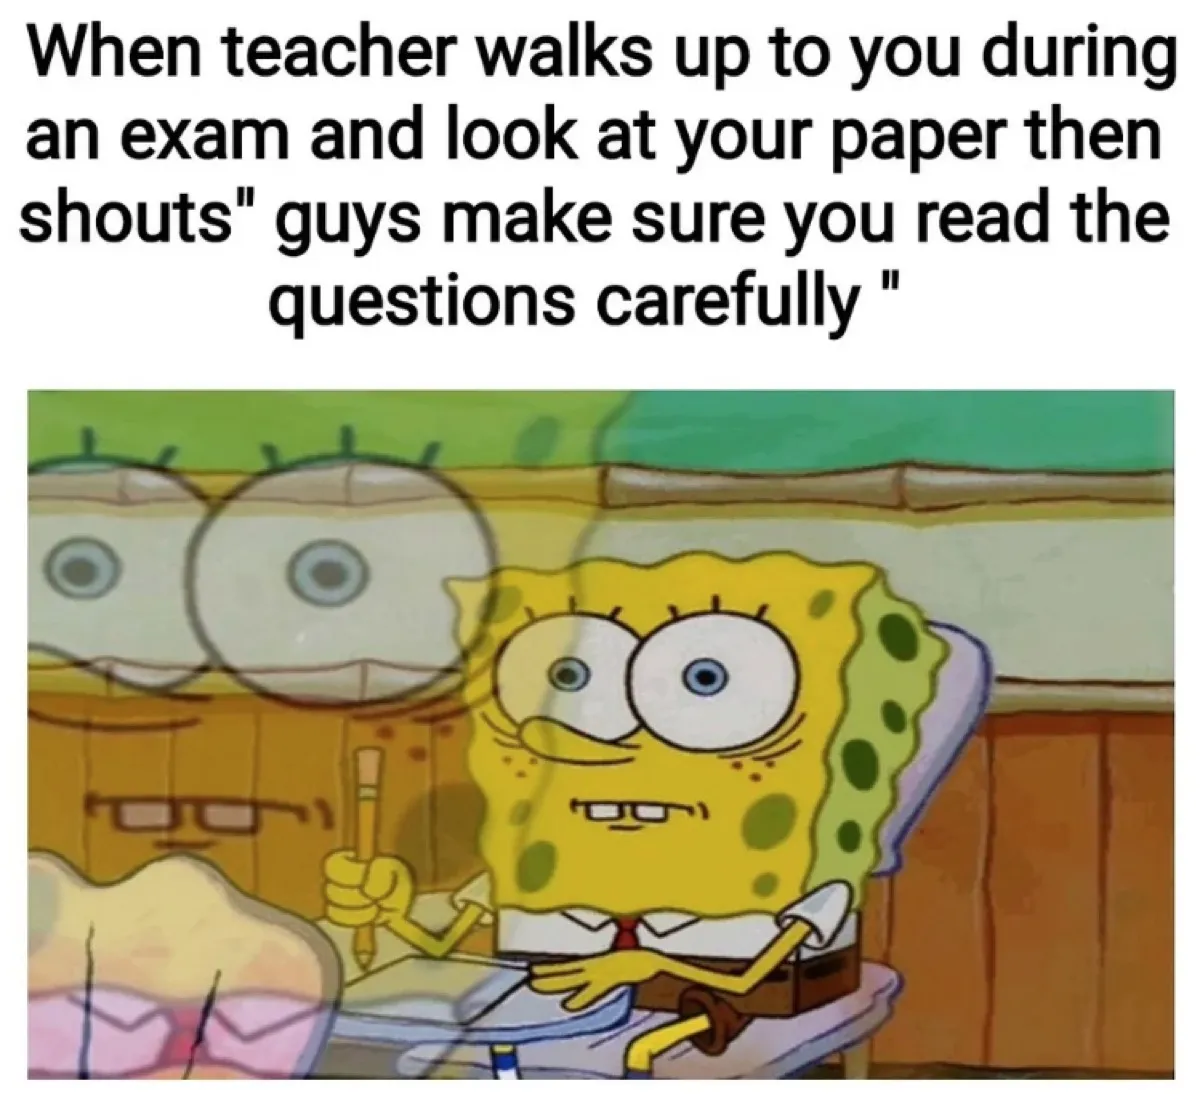 When teacher walks up to you during
an exam and look at your paper then
shouts" guys make sure you read the
questions carefully "